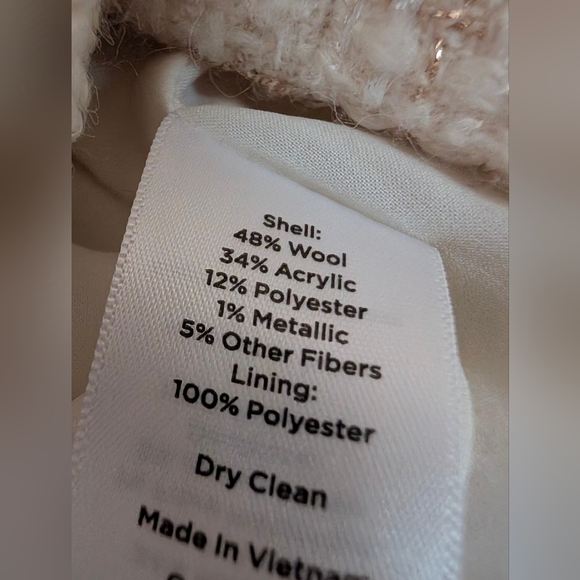 Shell:
48% Wool
34% Acrylic
12% Polyester
1% Metallic
5% Other Fibers
Lining:
100% Polyester
Dry Clean
Made In Vietnam